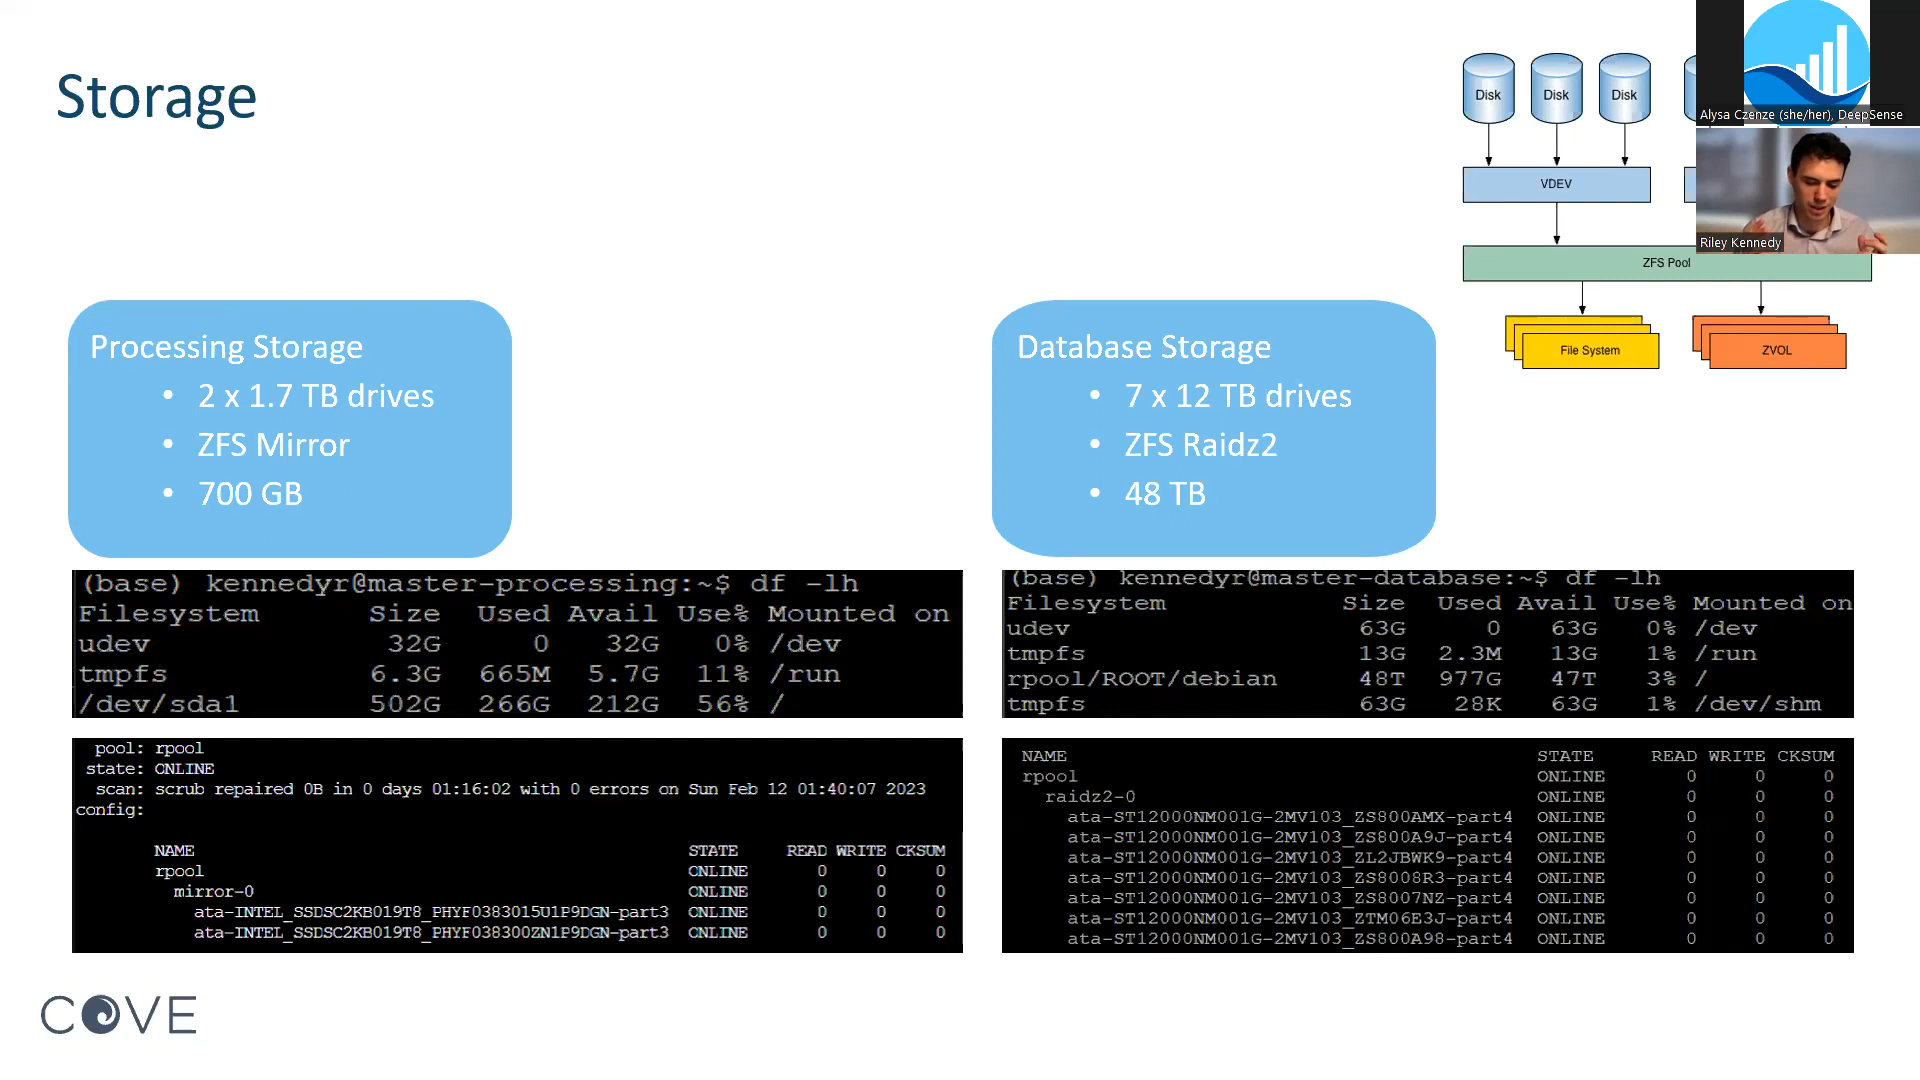 Storage
Disk
Disk
Disk
VDEV
ZFS Pool
File System
ZVOL
Alysa Czenze (she/her), DeepSense
Riley Kennedy
Processing Storage
• 2 x 1.7 TB drives
• ZFS Mirror
• 700 GB
Database Storage
• 7 x 12 TB drives
• ZFS Raidz2
• 48 TB
(base) kennedyr@master-processing:~$ df -lh
Filesystem Size Used Avail Use% Mounted on
udev 32G 0 32G 0% /dev
tmpfs 6.3G 665M 5.7G 11% /run
/dev/sda1 502G 266G 212G 56% /
(base) kennedyr@master-database:~$ df -lh
Filesystem Size Used Avail Use% Mounted on
udev 63G 0 63G 0% /dev
tmpfs 13G 2.3M 13G 1% /run
rpool/ROOT/debian 48T 977G 47T 3% /
tmpfs 63G 28K 63G 1% /dev/shm
pool: rpool
state: ONLINE
scan: scrub repaired 0B in 0 days 01:16:02 with 0 errors on Sun Feb 12 01:40:07 2023
config:
NAME STATE READ WRITE CKSUM
rpool ONLINE 0 0 0
mirror-0 ONLINE 0 0 0
ata-INTEL_SSDSC2KB019T8_PHYF0383015U1P9DGN-part3 ONLINE 0 0 0
ata-INTEL_SSDSC2KB019T8_PHYF038300ZN1P9DGN-part3 ONLINE 0 0 0
NAME STATE READ WRITE CKSUM
rpool ONLINE 0 0 0
raidz2-0 ONLINE 0 0 0
ata-ST12000NM001G-2MV103_ZS800AMX-part4 ONLINE 0 0 0
ata-ST12000NM001G-2MV103_ZS800A9J-part4 ONLINE 0 0 0
ata-ST12000NM001G-2MV103_ZL2JBWK9-part4 ONLINE 0 0 0
ata-ST12000NM001G-2MV103_ZS8008R3-part4 ONLINE 0 0 0
ata-ST12000NM001G-2MV103_ZS8007NZ-part4 ONLINE 0 0 0
ata-ST12000NM001G-2MV103_ZTM06E3J-part4 ONLINE 0 0 0
ata-ST12000NM001G-2MV103_ZS800A98-part4 ONLINE 0 0 0
COVE